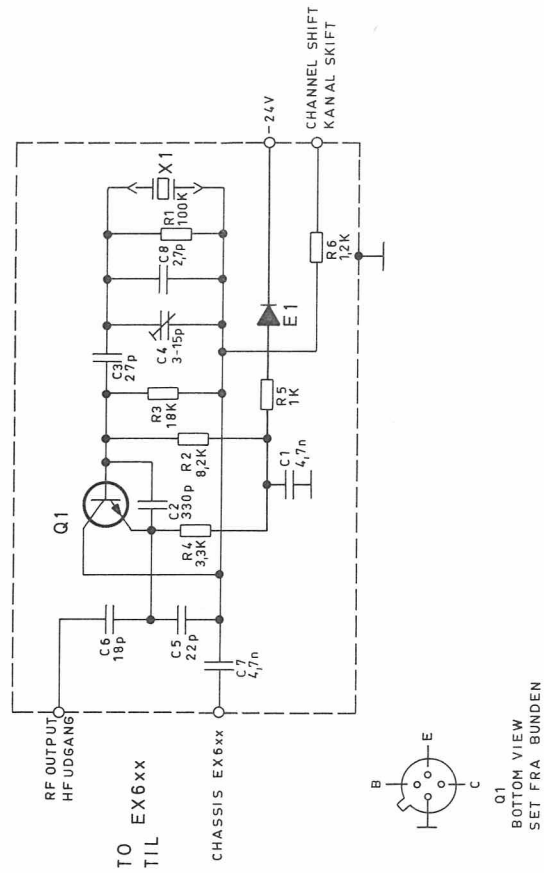 RF OUTPUT
HF UDGANG
TO EX6xx
TIL
CHASSIS EX6xx
C6
18p
C5
22p
C7
4,7n
Q1
C2
330p
R4
3,3K
R2
8,2K
R3
18K
C3
27p
C4
3-15p
C8
2,7p
R1
100K
X1
C1
4,7n
R5
1K
E1
R6
1,2K
-24V
CHANNEL SHIFT
KANAL SKIFT
B
E
C
Q1
BOTTOM VIEW
SET FRA BUNDEN